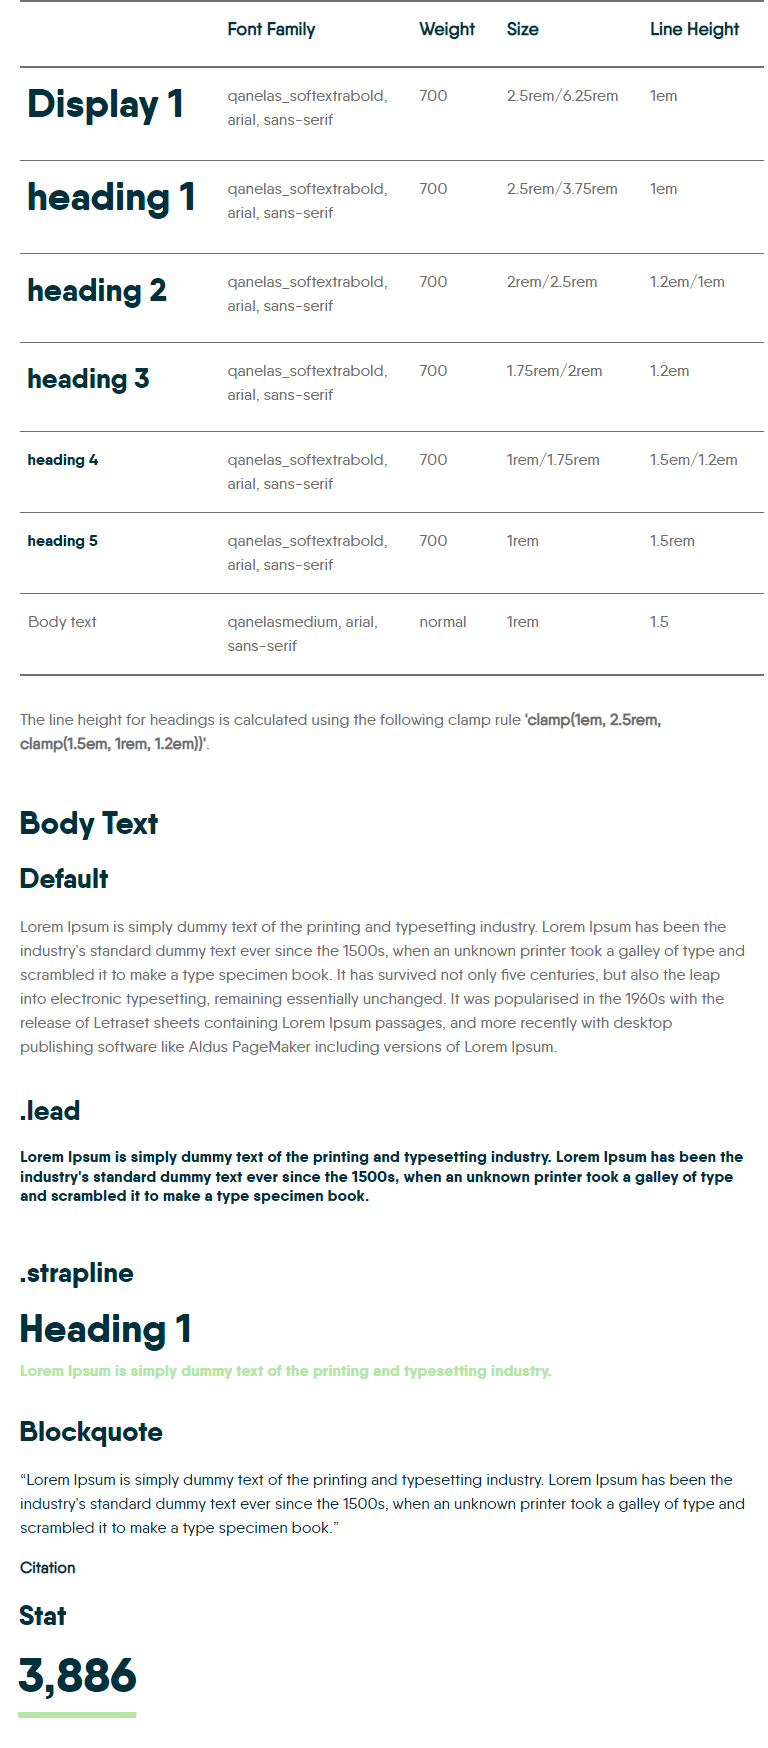 Font Family Weight Size Line Height
Display 1 qanelas_softextrabold, 700 2.5rem/6.25rem 1em
arial, sans-serif
heading 1 qanelas_softextrabold, 700 2.5rem/3.75rem 1em
arial, sans-serif
heading 2 qanelas_softextrabold, 700 2rem/2.5rem 1.2em/1em
arial, sans-serif
heading 3 qanelas_softextrabold, 700 1.75rem/2rem 1.2em
arial, sans-serif
heading 4 qanelas_softextrabold, 700 1rem/1.75rem 1.5em/1.2em
arial, sans-serif
heading 5 qanelas_softextrabold, 700 1rem 1.5rem
arial, sans-serif
Body text qanelasmedium, arial, normal 1rem 1.5
sans-serif
The line height for headings is calculated using the following clamp rule 'clamp(1em, 2.5rem,
clamp(1.5em, 1rem, 1.2em))'.
Body Text
Default
Lorem Ipsum is simply dummy text of the printing and typesetting industry. Lorem Ipsum has been the
industry's standard dummy text ever since the 1500s, when an unknown printer took a galley of type and
scrambled it to make a type specimen book. It has survived not only five centuries, but also the leap
into electronic typesetting, remaining essentially unchanged. It was popularised in the 1960s with the
release of Letraset sheets containing Lorem Ipsum passages, and more recently with desktop
publishing software like Aldus PageMaker including versions of Lorem Ipsum.
.lead
Lorem Ipsum is simply dummy text of the printing and typesetting industry. Lorem Ipsum has been the
industry's standard dummy text ever since the 1500s, when an unknown printer took a galley of type
and scrambled it to make a type specimen book.
.strapline
Heading 1
Lorem Ipsum is simply dummy text of the printing and typesetting industry.
Blockquote
“Lorem Ipsum is simply dummy text of the printing and typesetting industry. Lorem Ipsum has been the
industry's standard dummy text ever since the 1500s, when an unknown printer took a galley of type and
scrambled it to make a type specimen book.”
Citation
Stat
3,886